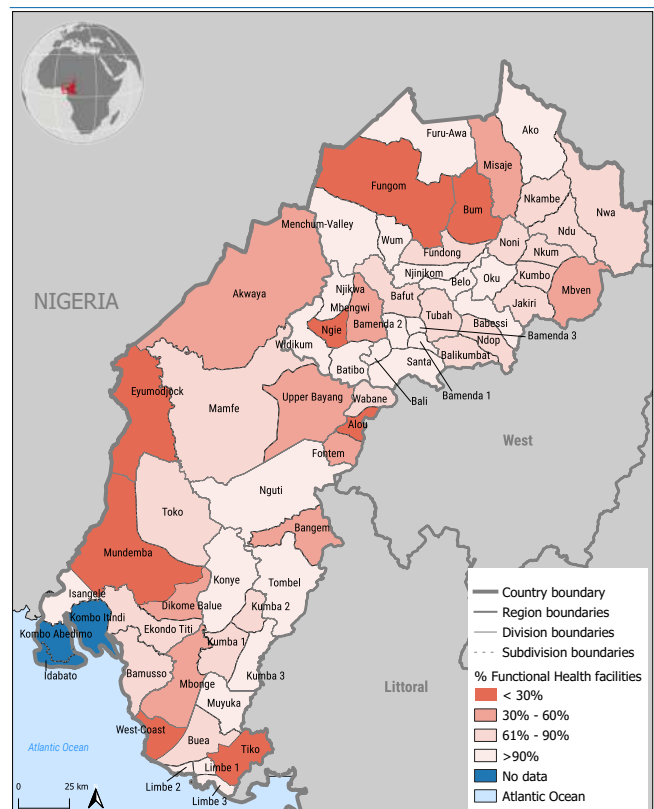 Ako
Furu-Awa
Misaje
Fungom
Nkambe
Bum
Nwa
Menchum-Valley
Ndu
Wum
Noni
Fundong
Nkum
Njinikom
Oku
Kumbo
Belo
Akwaya
Njikwa
Mbven
NIGERIA
Mbengwi
Bafut
Jakiri
Tubah
Ngie
Bamenda 2
Babessi
Bamenda 3
Widikum
Ndop
Balikumbat
Santa
Batibo
Eyumodjock
Bamenda 1
Upper Bayang
Wabane
Bali
Mamfe
Alou
West
Fontem
Nguti
Toko
Bangem
Mundemba
Konye
Tombel
Isangele
Country boundary
Dikome Balue
Kumba 2
Region boundaries
Kombo Itindi
Ekondo Titi
Division boundaries
Kombo Abedimo
Kumba 1
Subdivision boundaries
Idabato
Bamusso
Kumba 3
% Functional Health facilities
Mbonge
Littoral
< 30%
Muyuka
30% - 60%
West-Coast
61% - 90%
Buea
Tiko
Atlantic Ocean
>90%
Limbe 1
No data
Limbe 2
0 25 km
Limbe 3
Atlantic Ocean